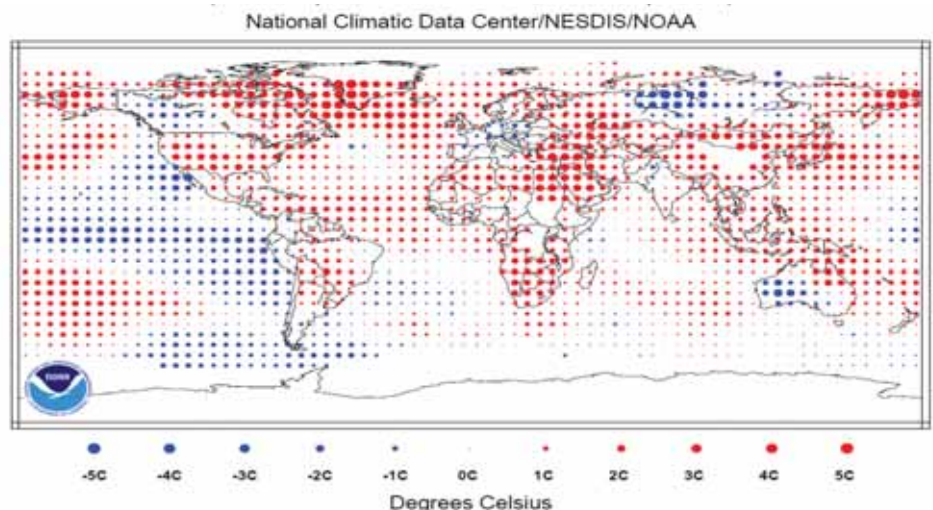 National Climatic Data Center/NESDIS/NOAA
NOAA
-5C -4C -3C -2C -1C 0C 1C 2C 3C 4C 5C
Degrees Celsius